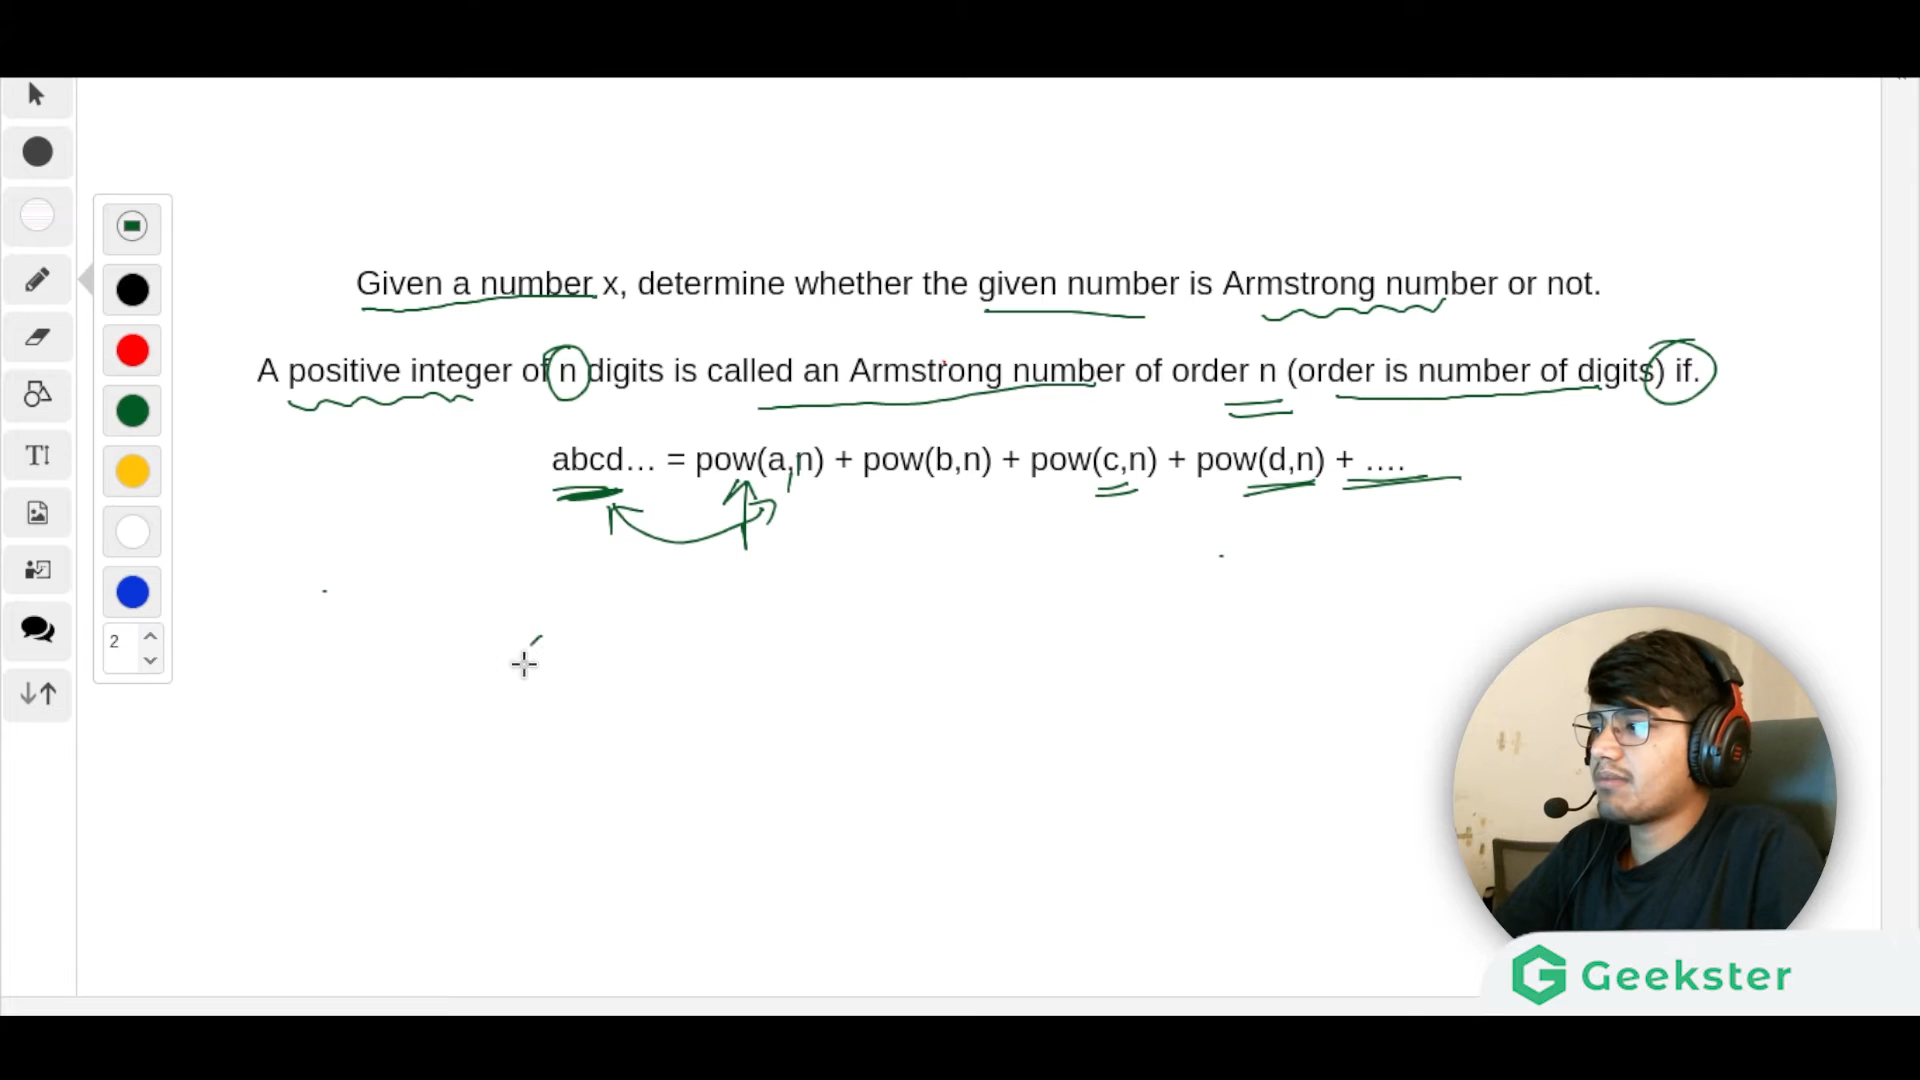 Given a number x, determine whether the given number is Armstrong number or not.
A positive integer of n digits is called an Armstrong number of order n (order is number of digits) if.
abcd… = pow(a,n) + pow(b,n) + pow(c,n) + pow(d,n) + ....
2
Geekster